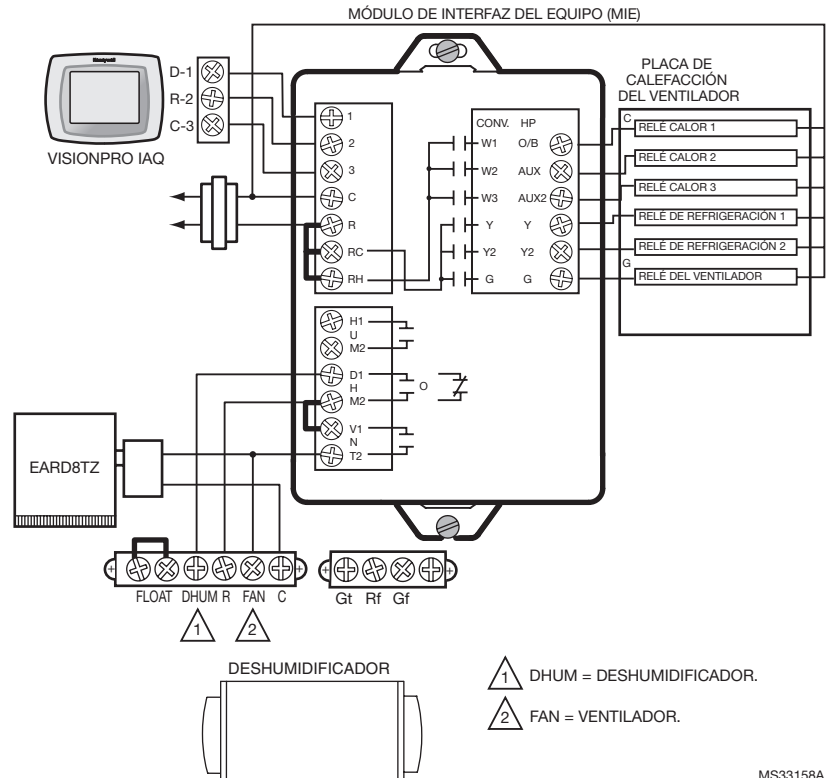 MÓDULO DE INTERFAZ DEL EQUIPO (MIE)
Honeywell
D-1
R-2
C-3
VISIONPRO IAQ
1
2
3
C
R
RC
RH
CONV. HP
W1 O/B
W2 AUX
W3 AUX2
Y Y
Y2 Y2
G G
PLACA DE
CALEFACCIÓN
DEL VENTILADOR
C
RELÉ CALOR 1
RELÉ CALOR 2
RELÉ CALOR 3
RELÉ DE REFRIGERACIÓN 1
RELÉ DE REFRIGERACIÓN 2
G
RELÉ DEL VENTILADOR
H1
U
M2
D1
H
M2
O
V1
N
T2
EARD8TZ
FLOAT DHUM R FAN C
1
2
Gt Rf Gf
DESHUMIDIFICADOR
1 DHUM = DESHUMIDIFICADOR.
2 FAN = VENTILADOR.
MS33158A